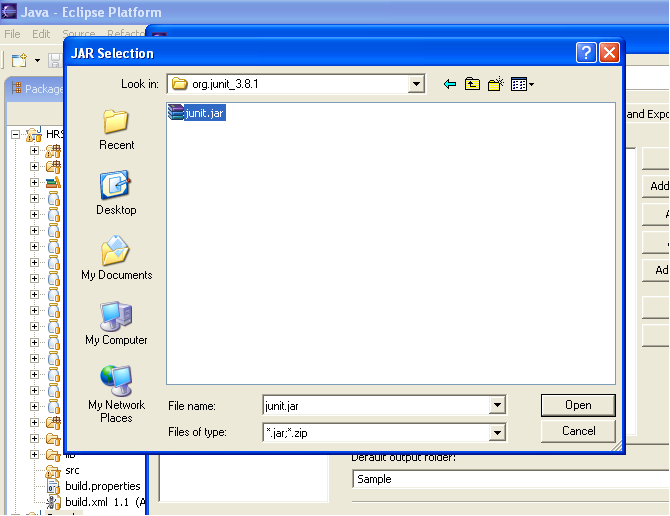 Java - Eclipse Platform
File Edit Source Refacto
JAR Selection
Package
Look in: org.junit_3.8.1
junit.jar
and Expo
HRS
Recent
Add
Desktop
A
My Documents
Ad
My Computer
My Network
Places
File name: junit.jar Open
Files of type: *.jar;*.zip Cancel
lib
Default output folder:
src
Sample
build.properties
build.xml 1.1 (A